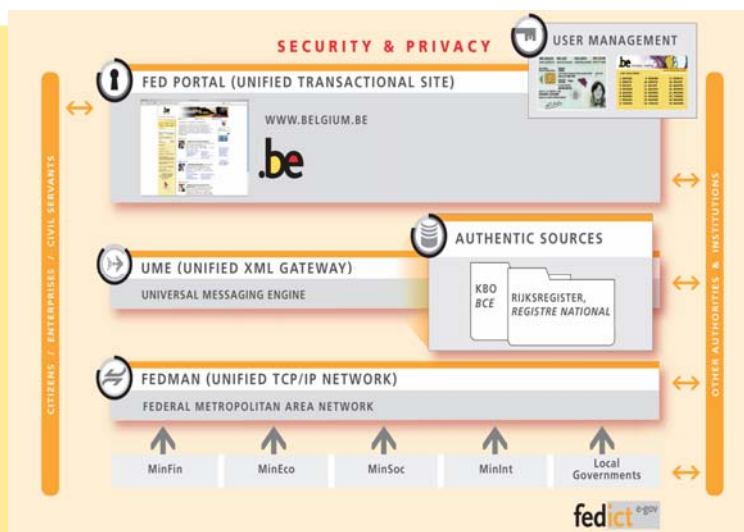 SECURITY & PRIVACY
USER MANAGEMENT
FED PORTAL (UNIFIED TRANSACTIONAL SITE)
WWW.BELGIUM.BE
.be
.be
CITIZENS / ENTERPRISES / CIVIL SERVANTS
OTHER AUTHORITIES & INSTITUTIONS
AUTHENTIC SOURCES
KBO
BCE
RIJKSREGISTER,
REGISTRE NATIONAL
UME (UNIFIED XML GATEWAY)
UNIVERSAL MESSAGING ENGINE
FEDMAN (UNIFIED TCP/IP NETWORK)
FEDERAL METROPOLITAN AREA NETWORK
MinFin
MinEco
MinSoc
MinInt
Local
Governments
fedict e-gov